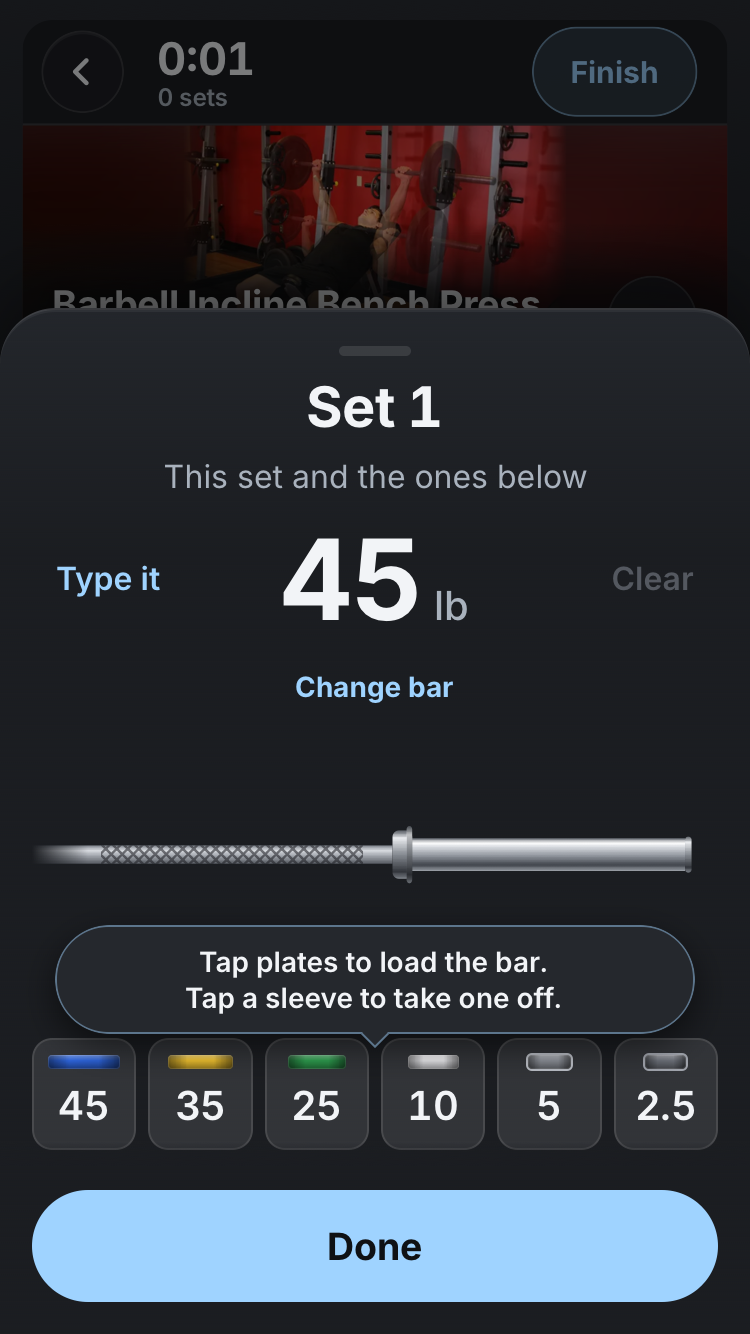 0:01
0 sets
Finish
Barbell Incline Bench Press
Set 1
This set and the ones below
Type it
45 lb
Clear
Change bar
Tap plates to load the bar.
Tap a sleeve to take one off.
45
35
25
10
5
2.5
Done